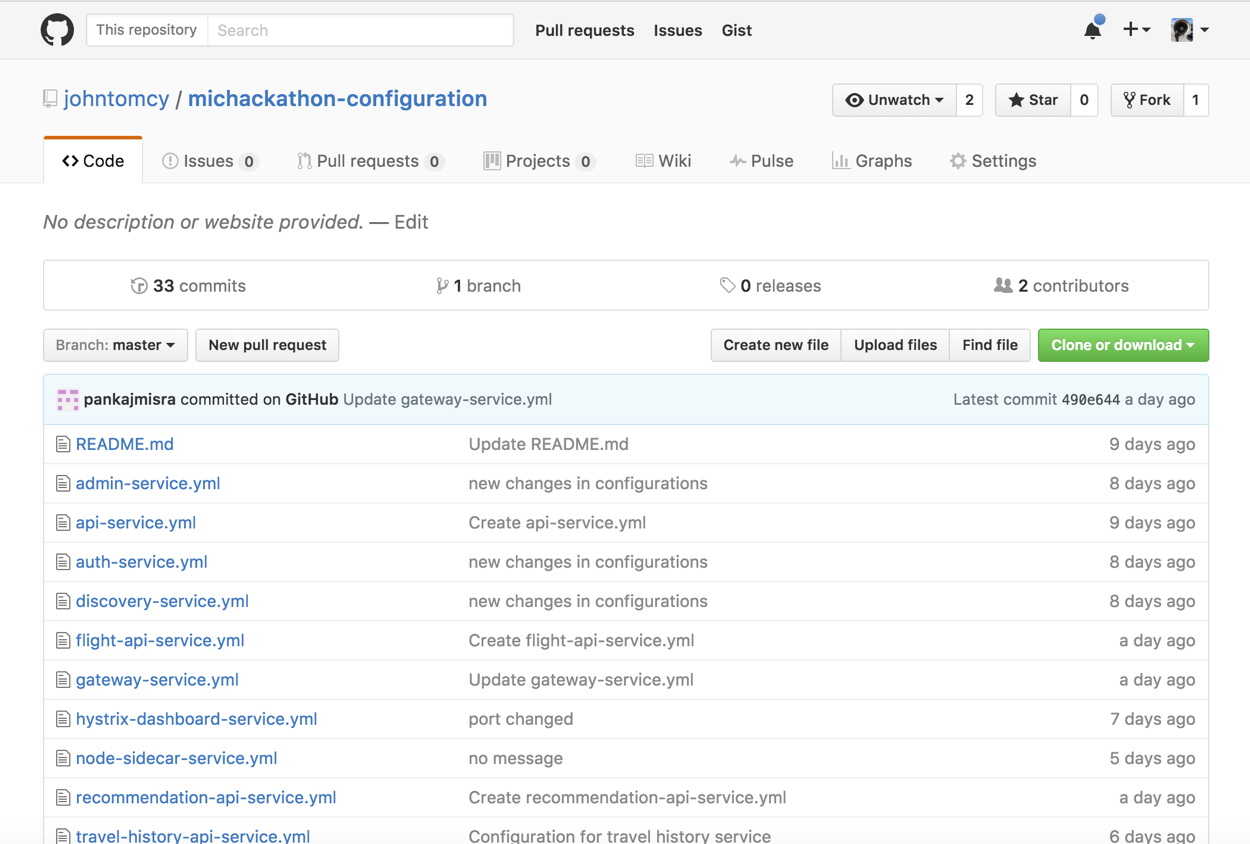 This repository Search Pull requests Issues Gist
johntomcy / michackathon-configuration Unwatch 2 Star 0 Fork 1
Code Issues 0 Pull requests 0 Projects 0 Wiki Pulse Graphs Settings
No description or website provided. — Edit
33 commits 1 branch 0 releases 2 contributors
Branch: master New pull request Create new file Upload files Find file Clone or download
pankajmisra committed on GitHub Update gateway-service.yml Latest commit 490e644 a day ago
README.md Update README.md 9 days ago
admin-service.yml new changes in configurations 8 days ago
api-service.yml Create api-service.yml 9 days ago
auth-service.yml new changes in configurations 8 days ago
discovery-service.yml new changes in configurations 8 days ago
flight-api-service.yml Create flight-api-service.yml a day ago
gateway-service.yml Update gateway-service.yml a day ago
hystrix-dashboard-service.yml port changed 7 days ago
node-sidecar-service.yml no message 5 days ago
recommendation-api-service.yml Create recommendation-api-service.yml a day ago
travel-history-api-service.yml Configuration for travel history service 6 days ago